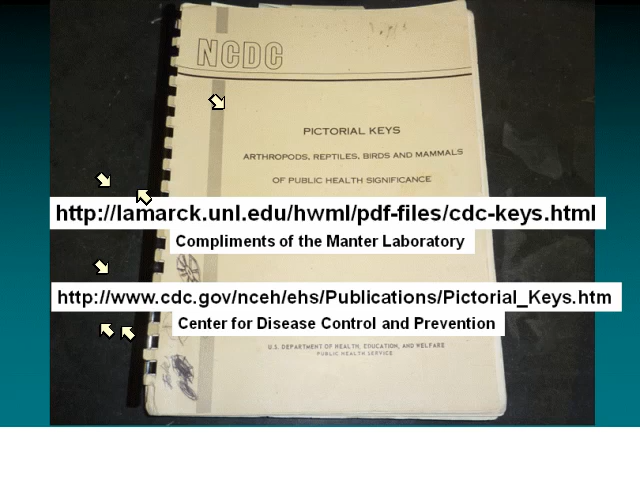 NCDC
PICTORIAL KEYS
ARTHROPODS, REPTILES, BIRDS AND MAMMALS
OF PUBLIC HEALTH SIGNIFICANCE
http://lamarck.unl.edu/hwml/pdf-files/cdc-keys.html
Compliments of the Manter Laboratory
http://www.cdc.gov/nceh/ehs/Publications/Pictorial_Keys.htm
Center for Disease Control and Prevention
U.S. DEPARTMENT OF HEALTH, EDUCATION, AND WELFARE
PUBLIC HEALTH SERVICE